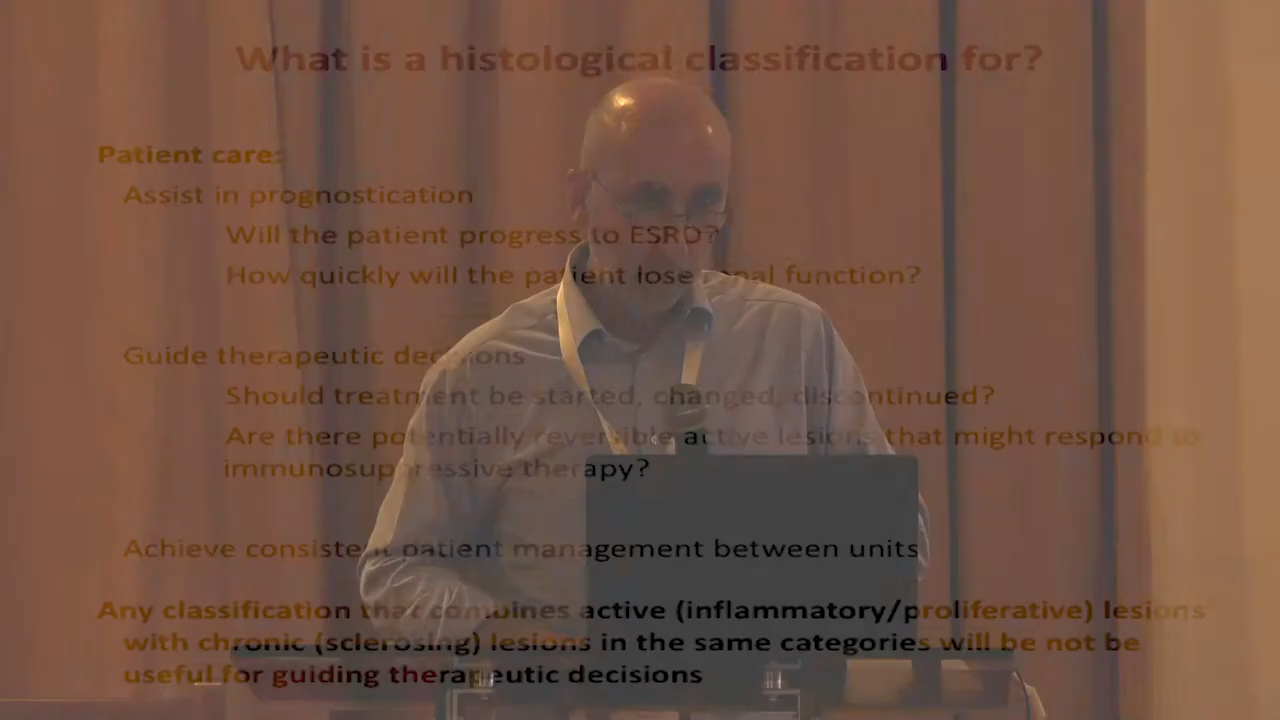 What is a histological classification for?
Patient care:
Assist in prognostication
Will the patient progress to ESRD?
How quickly will the patient lose renal function?
Guide therapeutic decisions
Should treatment be started, changed, discontinued?
Are there potentially reversible active lesions that might respond to
immunosuppressive therapy?
Achieve consistent patient management between units
Any classification that combines active (inflammatory/proliferative) lesions
with chronic (sclerosing) lesions in the same categories will be not be
useful for guiding therapeutic decisions